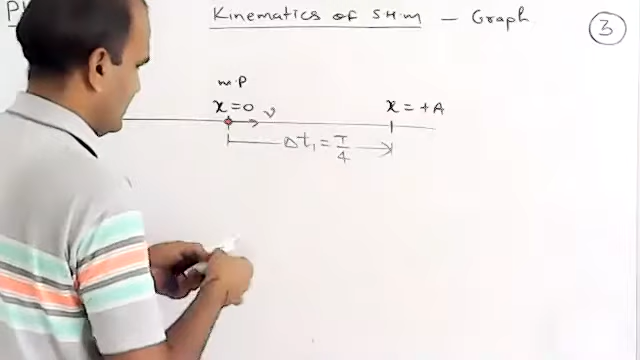 Kinematics of S.H.M — Graph
3
m.P
x = 0
x = +A
v
Δt₁ = T/4